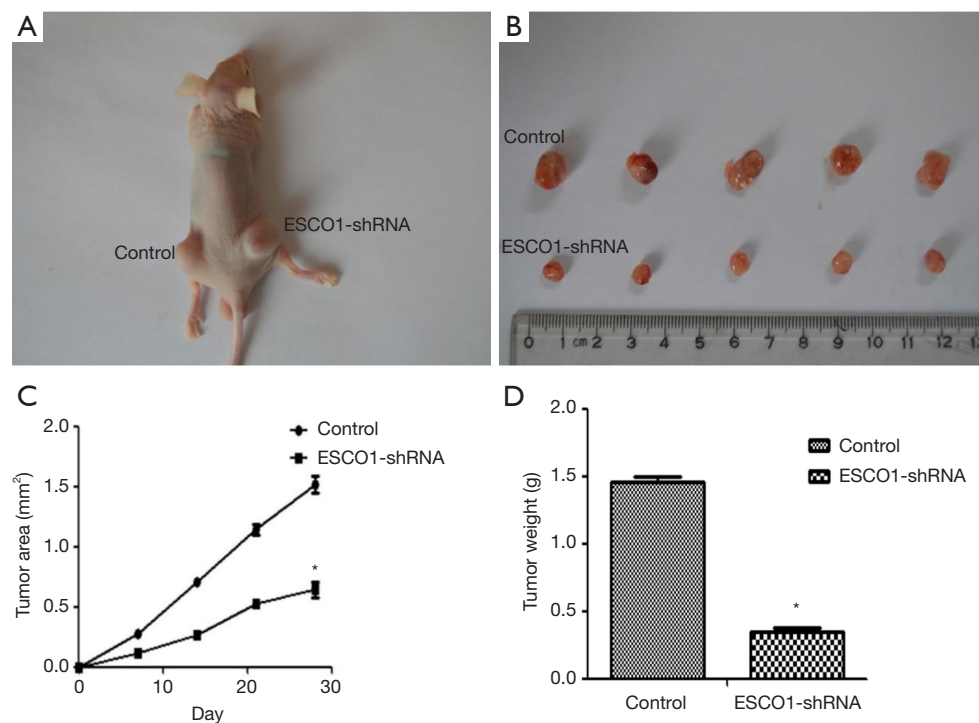 A
Control
ESCO1-shRNA
B
Control
ESCO1-shRNA
0 1 cm 2 3 4 5 6 7 8 9 10 11 12
C
2.0
1.5
1.0
0.5
0.0
Tumor area (mm²)
0 10 20 30
Day
Control
ESCO1-shRNA
*
D
2.0
1.5
1.0
0.5
0.0
Tumor weight (g)
Control
ESCO1-shRNA
*
Control ESCO1-shRNA